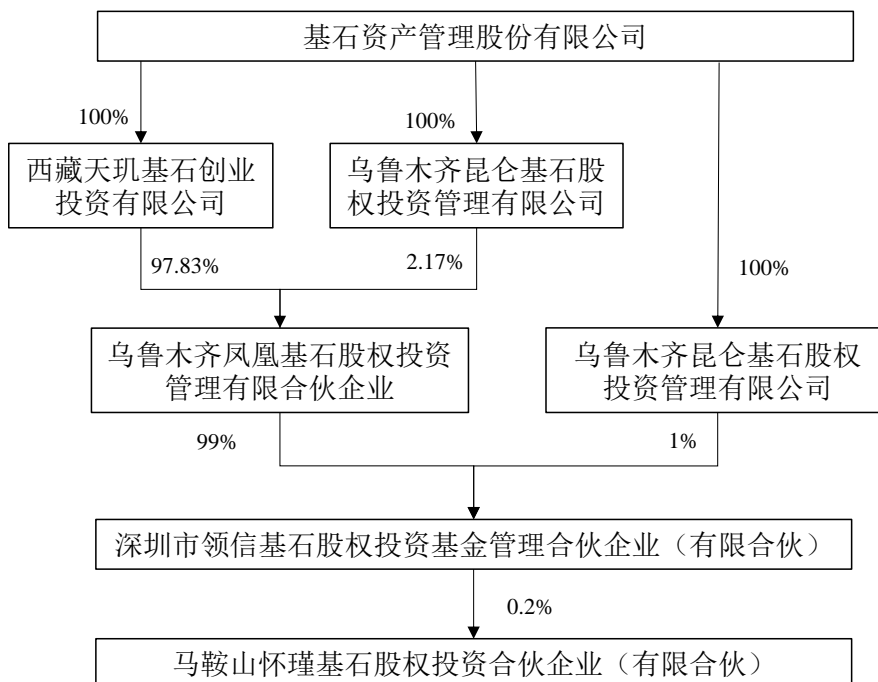 基石资产管理股份有限公司
100%
100%
西藏天玑基石创业
投资有限公司
乌鲁木齐昆仑基石股
权投资管理有限公司
97.83%
2.17%
100%
乌鲁木齐凤凰基石股权投资
管理有限合伙企业
乌鲁木齐昆仑基石股权
投资管理有限公司
99%
1%
深圳市领信基石股权投资基金管理合伙企业（有限合伙）
0.2%
马鞍山怀瑾基石股权投资合伙企业（有限合伙）